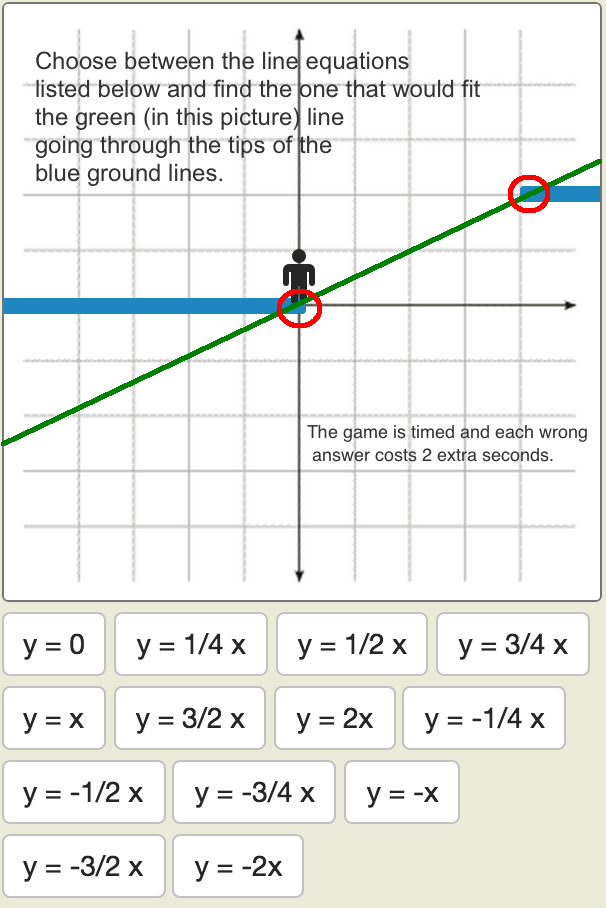 Choose between the line equations
listed below and find the one that would fit
the green (in this picture) line
going through the tips of the
blue ground lines.
The game is timed and each wrong
answer costs 2 extra seconds.
y = 0
y = 1/4 x
y = 1/2 x
y = 3/4 x
y = x
y = 3/2 x
y = 2x
y = -1/4 x
y = -1/2 x
y = -3/4 x
y = -x
y = -3/2 x
y = -2x